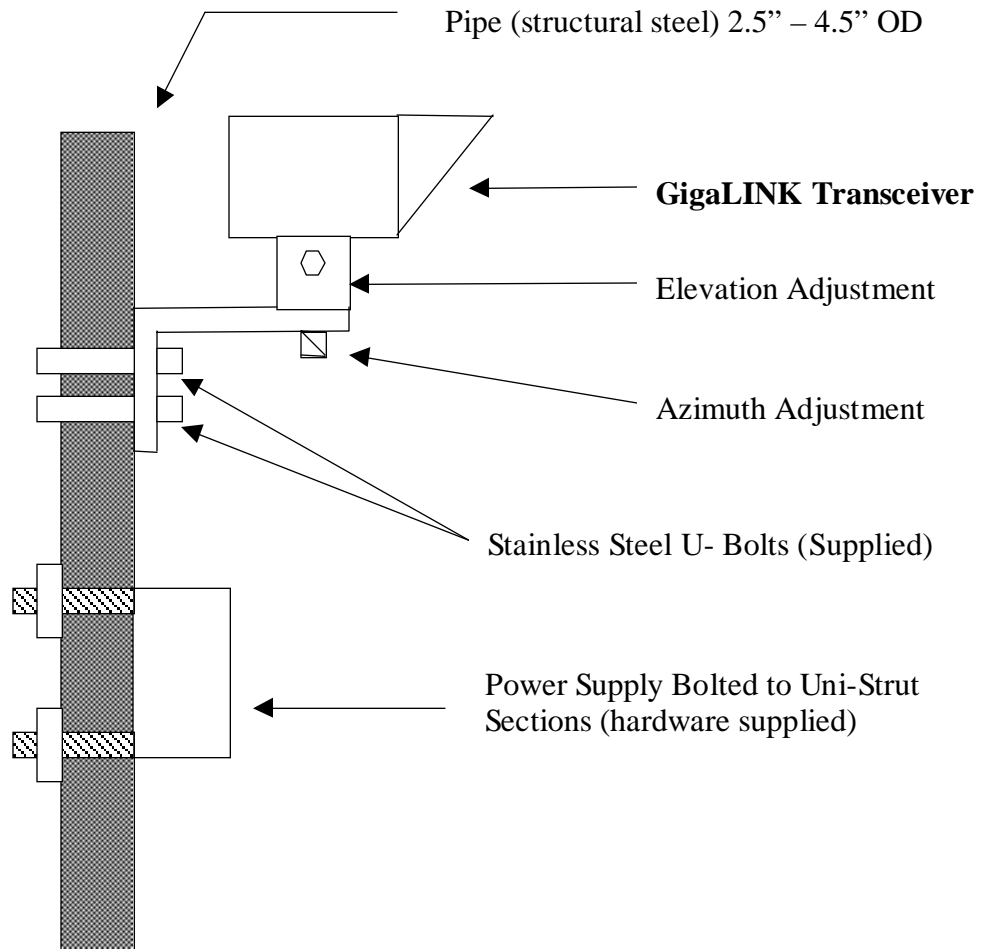 Pipe (structural steel) 2.5” – 4.5” OD
GigaLINK Transceiver
Elevation Adjustment
Azimuth Adjustment
Stainless Steel U- Bolts (Supplied)
Power Supply Bolted to Uni-Strut
Sections (hardware supplied)